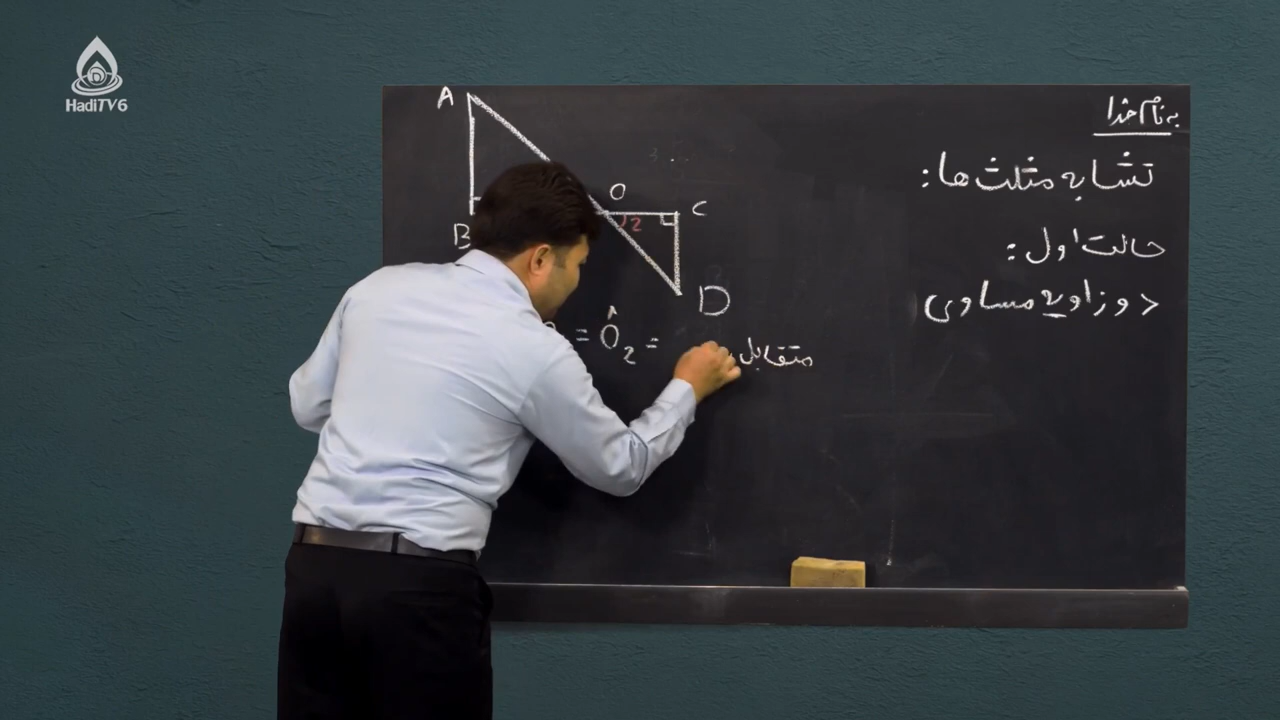 HadiTV6
به نام خدا
تشابه مثلث ها:
حالت اول:
دو زاویه مساوی
A
O
C
2
B
D
= Ô₂ = متقابل